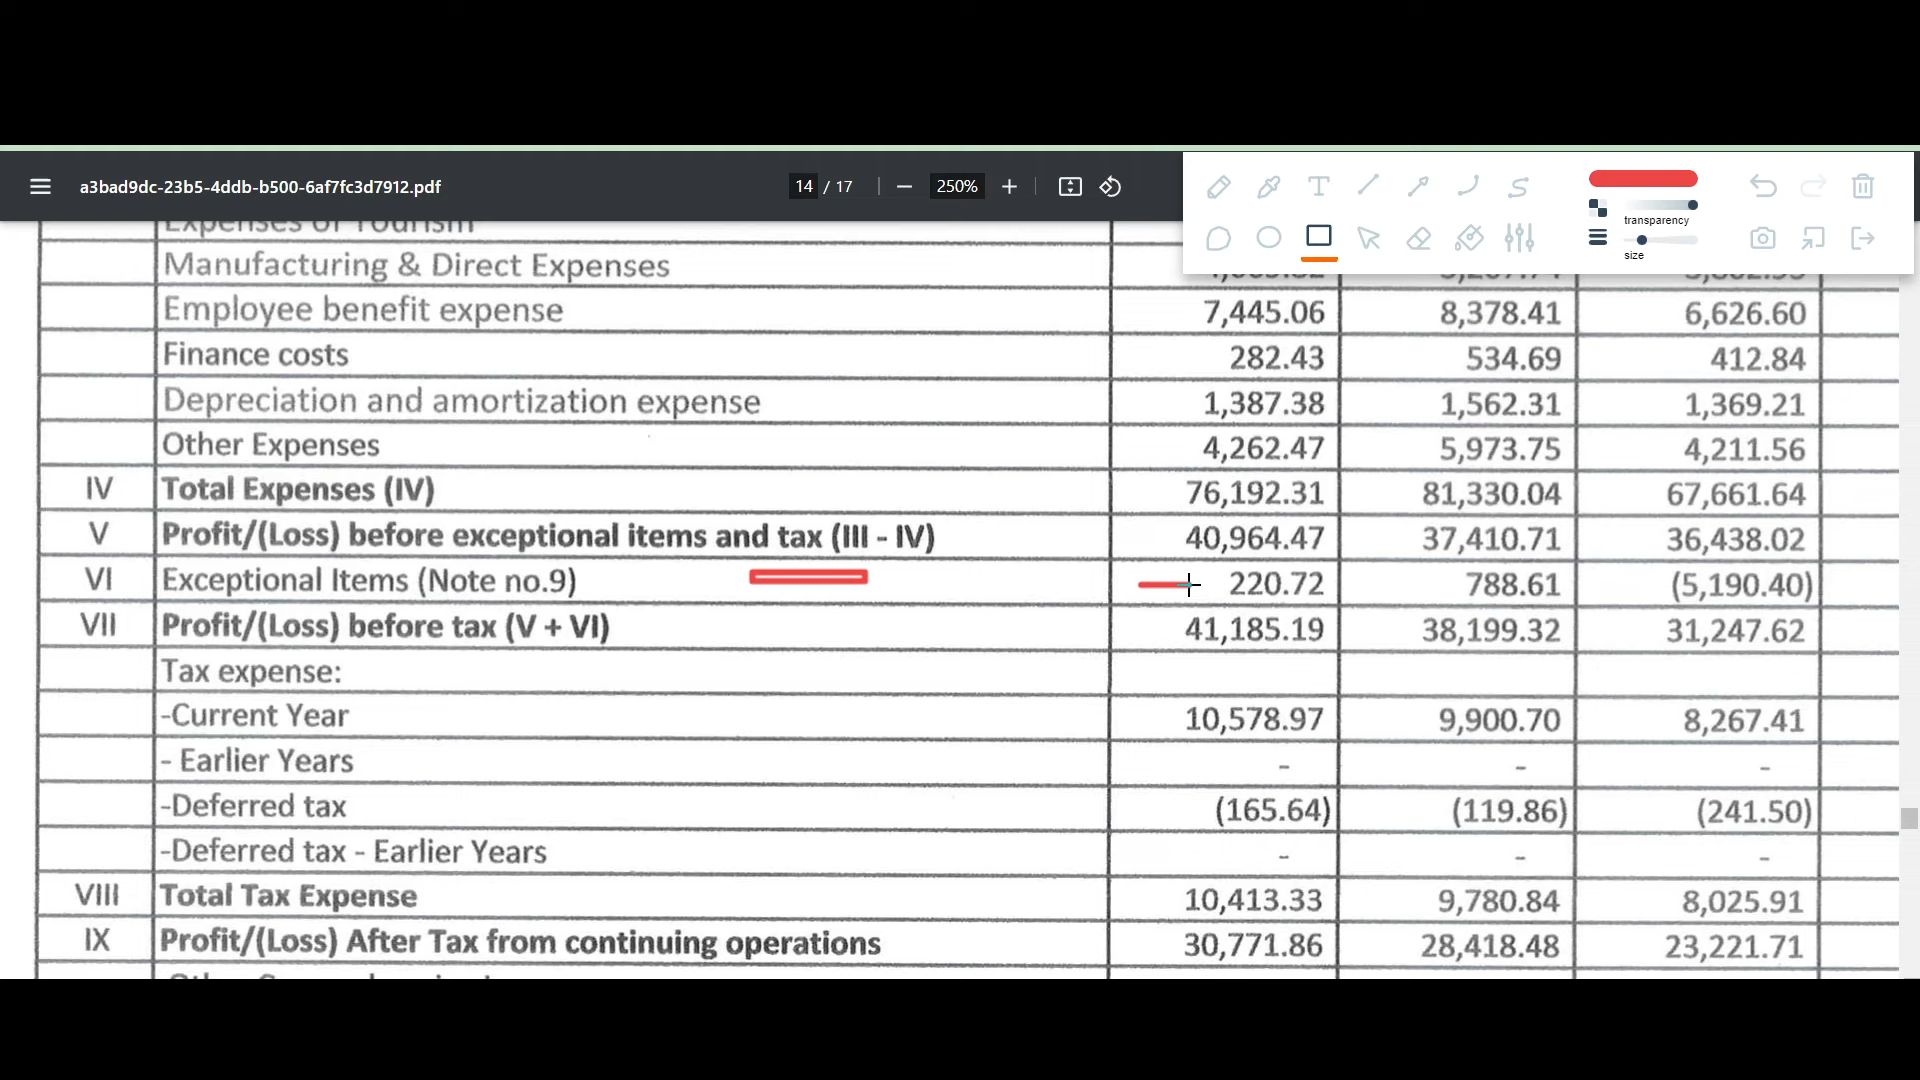 a3bad9dc-23b5-4ddb-b500-6af7fc3d7912.pdf 14 / 17 250%
transparency
size
Expenses of Tourism
Manufacturing & Direct Expenses
Employee benefit expense 7,445.06 8,378.41 6,626.60
Finance costs 282.43 534.69 412.84
Depreciation and amortization expense 1,387.38 1,562.31 1,369.21
Other Expenses 4,262.47 5,973.75 4,211.56
IV Total Expenses (IV) 76,192.31 81,330.04 67,661.64
V Profit/(Loss) before exceptional items and tax (III - IV) 40,964.47 37,410.71 36,438.02
VI Exceptional Items (Note no.9) 220.72 788.61 (5,190.40)
VII Profit/(Loss) before tax (V + VI) 41,185.19 38,199.32 31,247.62
Tax expense:
-Current Year 10,578.97 9,900.70 8,267.41
- Earlier Years - - -
-Deferred tax (165.64) (119.86) (241.50)
-Deferred tax - Earlier Years - - -
VIII Total Tax Expense 10,413.33 9,780.84 8,025.91
IX Profit/(Loss) After Tax from continuing operations 30,771.86 28,418.48 23,221.71